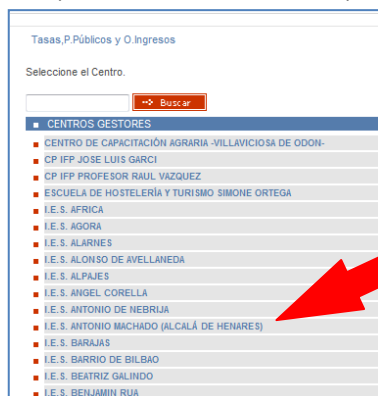 Tasas,P.Públicos y O.Ingresos
Seleccione el Centro.
Buscar
CENTROS GESTORES
CENTRO DE CAPACITACIÓN AGRARIA -VILLAVICIOSA DE ODON-
CP IFP JOSE LUIS GARCI
CP IFP PROFESOR RAUL VAZQUEZ
ESCUELA DE HOSTELERÍA Y TURISMO SIMONE ORTEGA
I.E.S. AFRICA
I.E.S. AGORA
I.E.S. ALARNES
I.E.S. ALONSO DE AVELLANEDA
I.E.S. ALPAJES
I.E.S. ANGEL CORELLA
I.E.S. ANTONIO DE NEBRIJA
I.E.S. ANTONIO MACHADO (ALCALÁ DE HENARES)
I.E.S. BARAJAS
I.E.S. BARRIO DE BILBAO
I.E.S. BEATRIZ GALINDO
I.E.S. BENJAMIN RUA